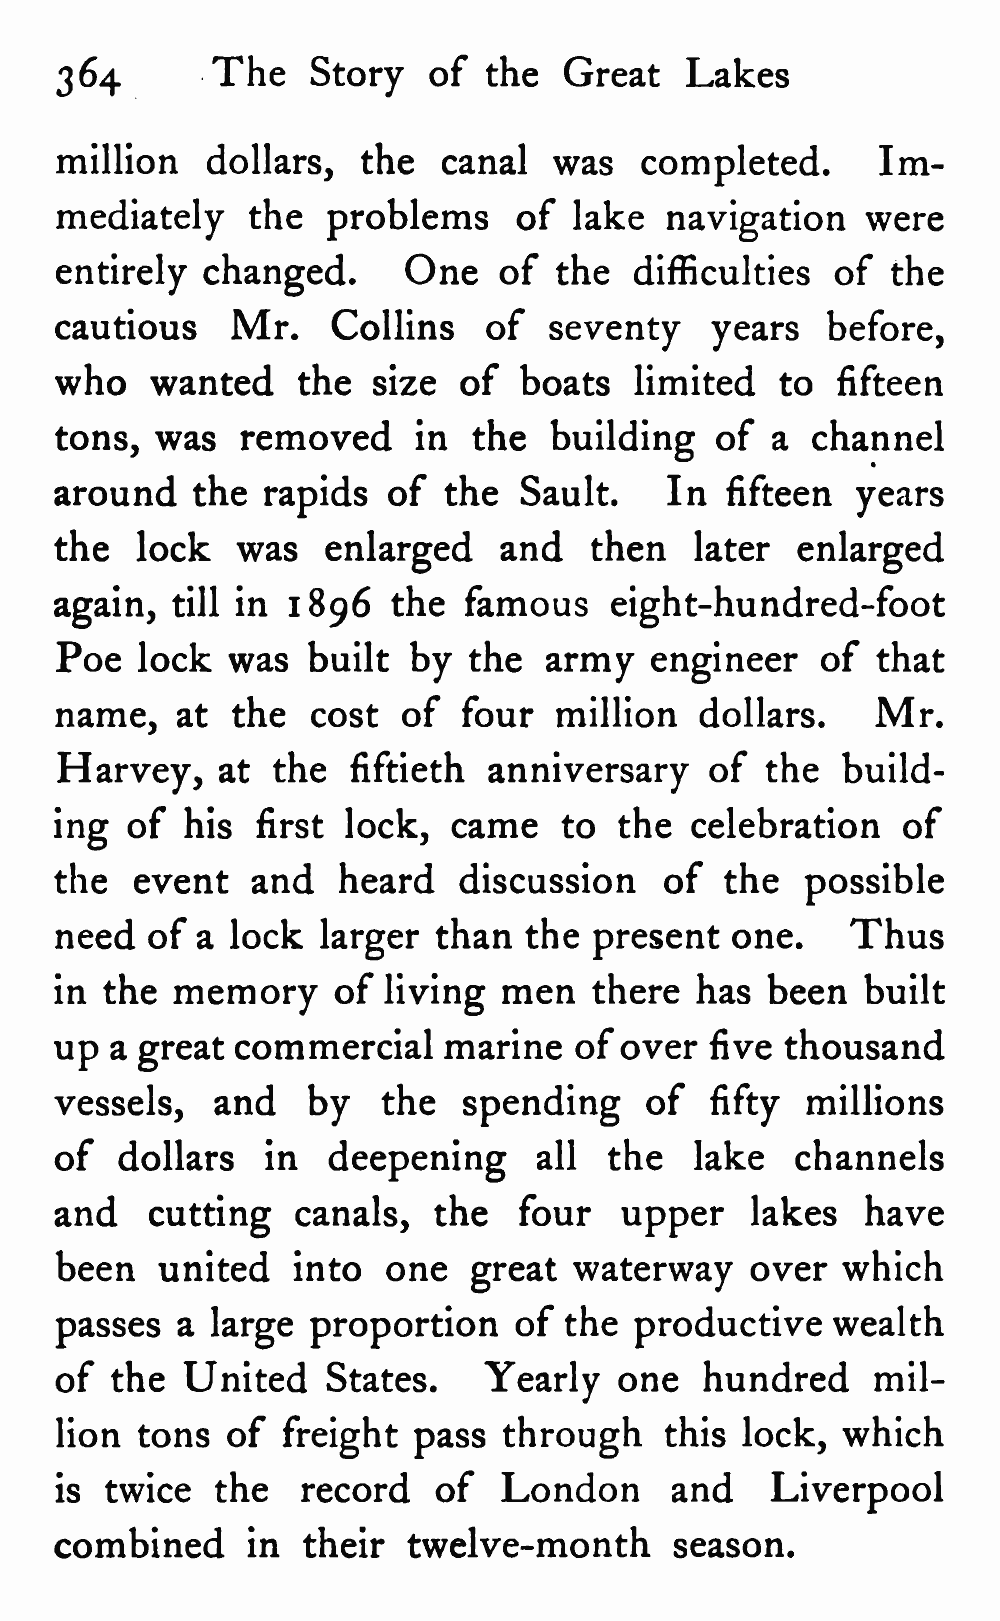 364 The Story of the Great Lakes
million dollars, the canal was completed. Im-
mediately the problems of lake navigation were
entirely changed. One of the difficulties of the
cautious Mr. Collins of seventy years before,
who wanted the size of boats limited to fifteen
tons, was removed in the building of a channel
around the rapids of the Sault. In fifteen years
the lock was enlarged and then later enlarged
again, till in 1896 the famous eight-hundred-foot
Poe lock was built by the army engineer of that
name, at the cost of four million dollars. Mr.
Harvey, at the fiftieth anniversary of the build-
ing of his first lock, came to the celebration of
the event and heard discussion of the possible
need of a lock larger than the present one. Thus
in the memory of living men there has been built
up a great commercial marine of over five thousand
vessels, and by the spending of fifty millions
of dollars in deepening all the lake channels
and cutting canals, the four upper lakes have
been united into one great waterway over which
passes a large proportion of the productive wealth
of the United States. Yearly one hundred mil-
lion tons of freight pass through this lock, which
is twice the record of London and Liverpool
combined in their twelve-month season.